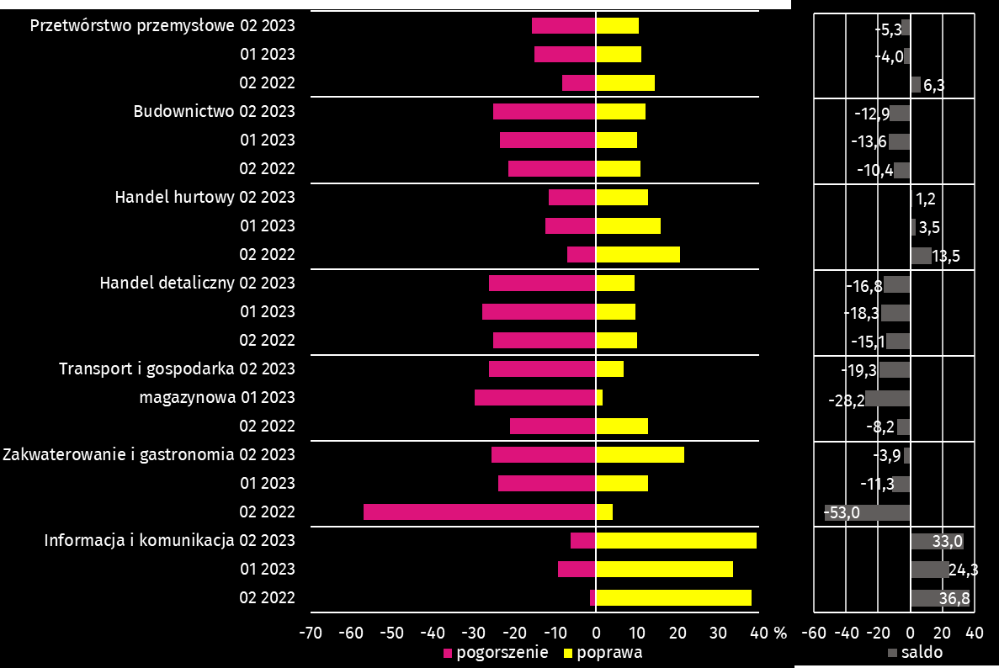 Przetwórstwo przemysłowe 02 2023 -5,3
01 2023 -4,0
02 2022 6,3
Budownictwo 02 2023 -12,9
01 2023 -13,6
02 2022 -10,4
Handel hurtowy 02 2023 1,2
01 2023 3,5
02 2022 13,5
Handel detaliczny 02 2023 -16,8
01 2023 -18,3
02 2022 -15,1
Transport i gospodarka 02 2023 -19,3
magazynowa 01 2023 -28,2
02 2022 -8,2
Zakwaterowanie i gastronomia 02 2023 -3,9
01 2023 -11,3
02 2022 -53,0
Informacja i komunikacja 02 2023 33,0
01 2023 24,3
02 2022 36,8
-70 -60 -50 -40 -30 -20 -10 0 10 20 30 40 % -60 -40 -20 0 20 40
pogorszenie poprawa saldo